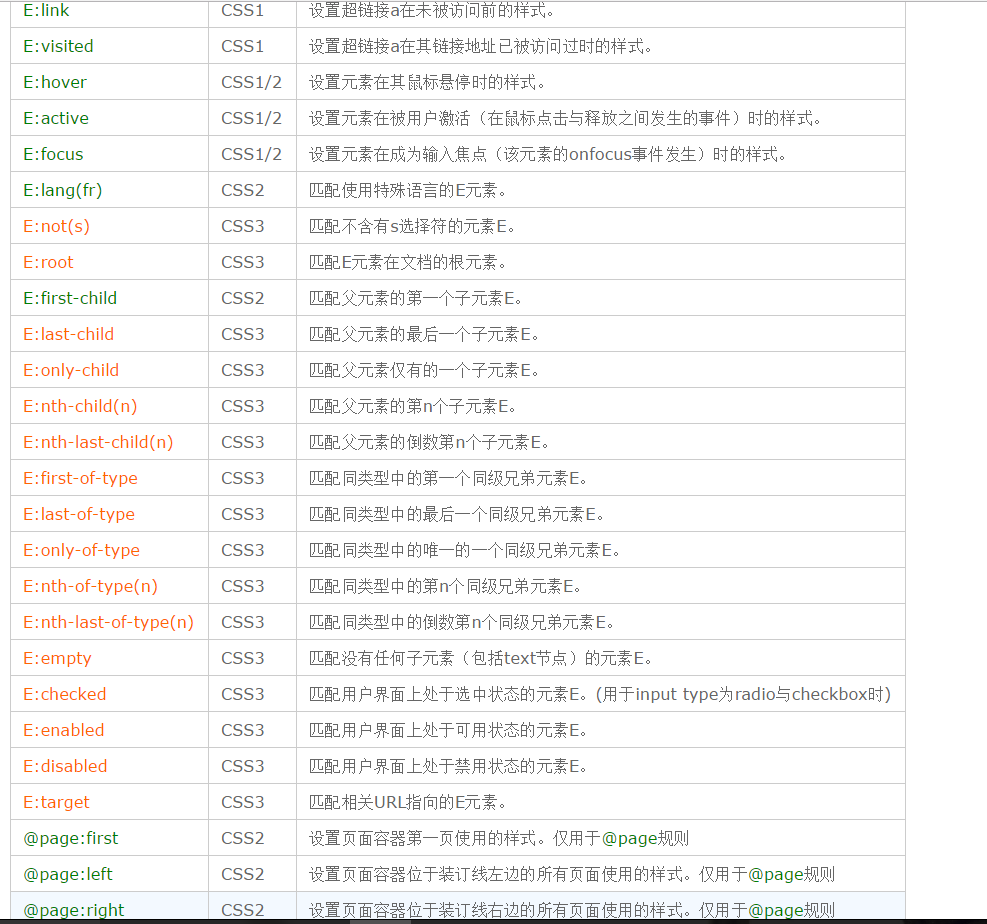 E:link CSS1 设置超链接a在未被访问前的样式。
E:visited CSS1 设置超链接a在其链接地址已被访问过时的样式。
E:hover CSS1/2 设置元素在其鼠标悬停时的样式。
E:active CSS1/2 设置元素在被用户激活（在鼠标点击与释放之间发生的事件）时的样式。
E:focus CSS1/2 设置元素在成为输入焦点（该元素的onfocus事件发生）时的样式。
E:lang(fr) CSS2 匹配使用特殊语言的E元素。
E:not(s) CSS3 匹配不含有s选择符的元素E。
E:root CSS3 匹配E元素在文档的根元素。
E:first-child CSS2 匹配父元素的第一个子元素E。
E:last-child CSS3 匹配父元素的最后一个子元素E。
E:only-child CSS3 匹配父元素仅有的一个子元素E。
E:nth-child(n) CSS3 匹配父元素的第n个子元素E。
E:nth-last-child(n) CSS3 匹配父元素的倒数第n个子元素E。
E:first-of-type CSS3 匹配同类型中的第一个同级兄弟元素E。
E:last-of-type CSS3 匹配同类型中的最后一个同级兄弟元素E。
E:only-of-type CSS3 匹配同类型中的唯一的一个同级兄弟元素E。
E:nth-of-type(n) CSS3 匹配同类型中的第n个同级兄弟元素E。
E:nth-last-of-type(n) CSS3 匹配同类型中的倒数第n个同级兄弟元素E。
E:empty CSS3 匹配没有任何子元素（包括text节点）的元素E。
E:checked CSS3 匹配用户界面上处于选中状态的元素E。(用于input type为radio与checkbox时)
E:enabled CSS3 匹配用户界面上处于可用状态的元素E。
E:disabled CSS3 匹配用户界面上处于禁用状态的元素E。
E:target CSS3 匹配相关URL指向的E元素。
@page:first CSS2 设置页面容器第一页使用的样式。仅用于@page规则
@page:left CSS2 设置页面容器位于装订线左边的所有页面使用的样式。仅用于@page规则
@page:right CSS2 设置页面容器位于装订线右边的所有页面使用的样式。仅用于@page规则